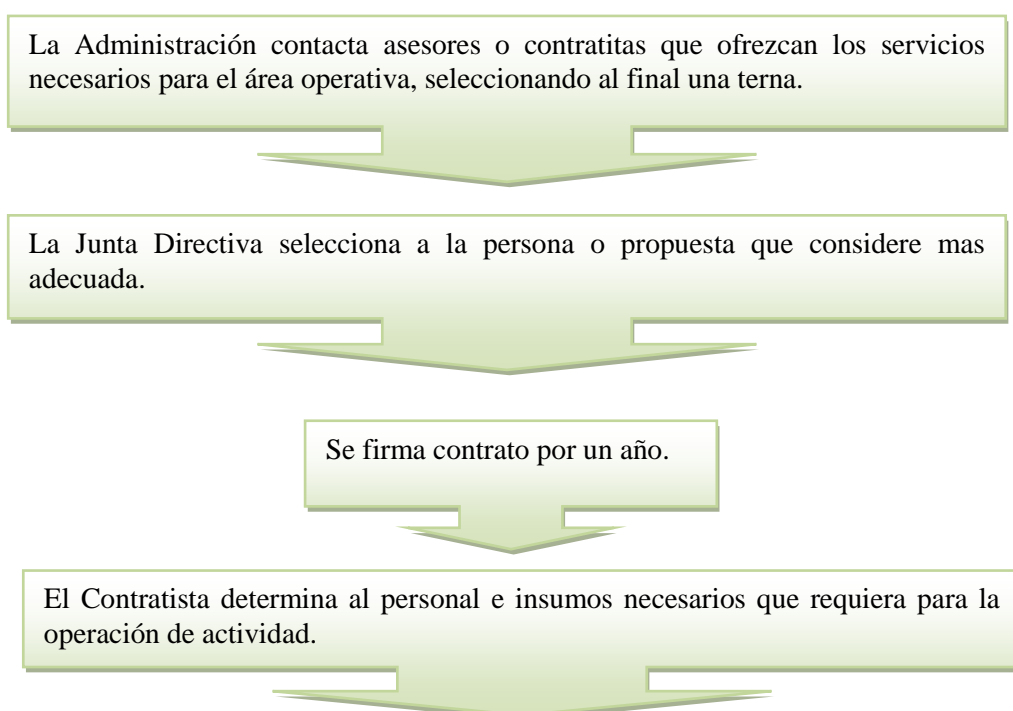 La Administración contacta asesores o contratitas que ofrezcan los servicios
necesarios para el área operativa, seleccionando al final una terna.
La Junta Directiva selecciona a la persona o propuesta que considere mas
adecuada.
Se firma contrato por un año.
El Contratista determina al personal e insumos necesarios que requiera para la
operación de actividad.